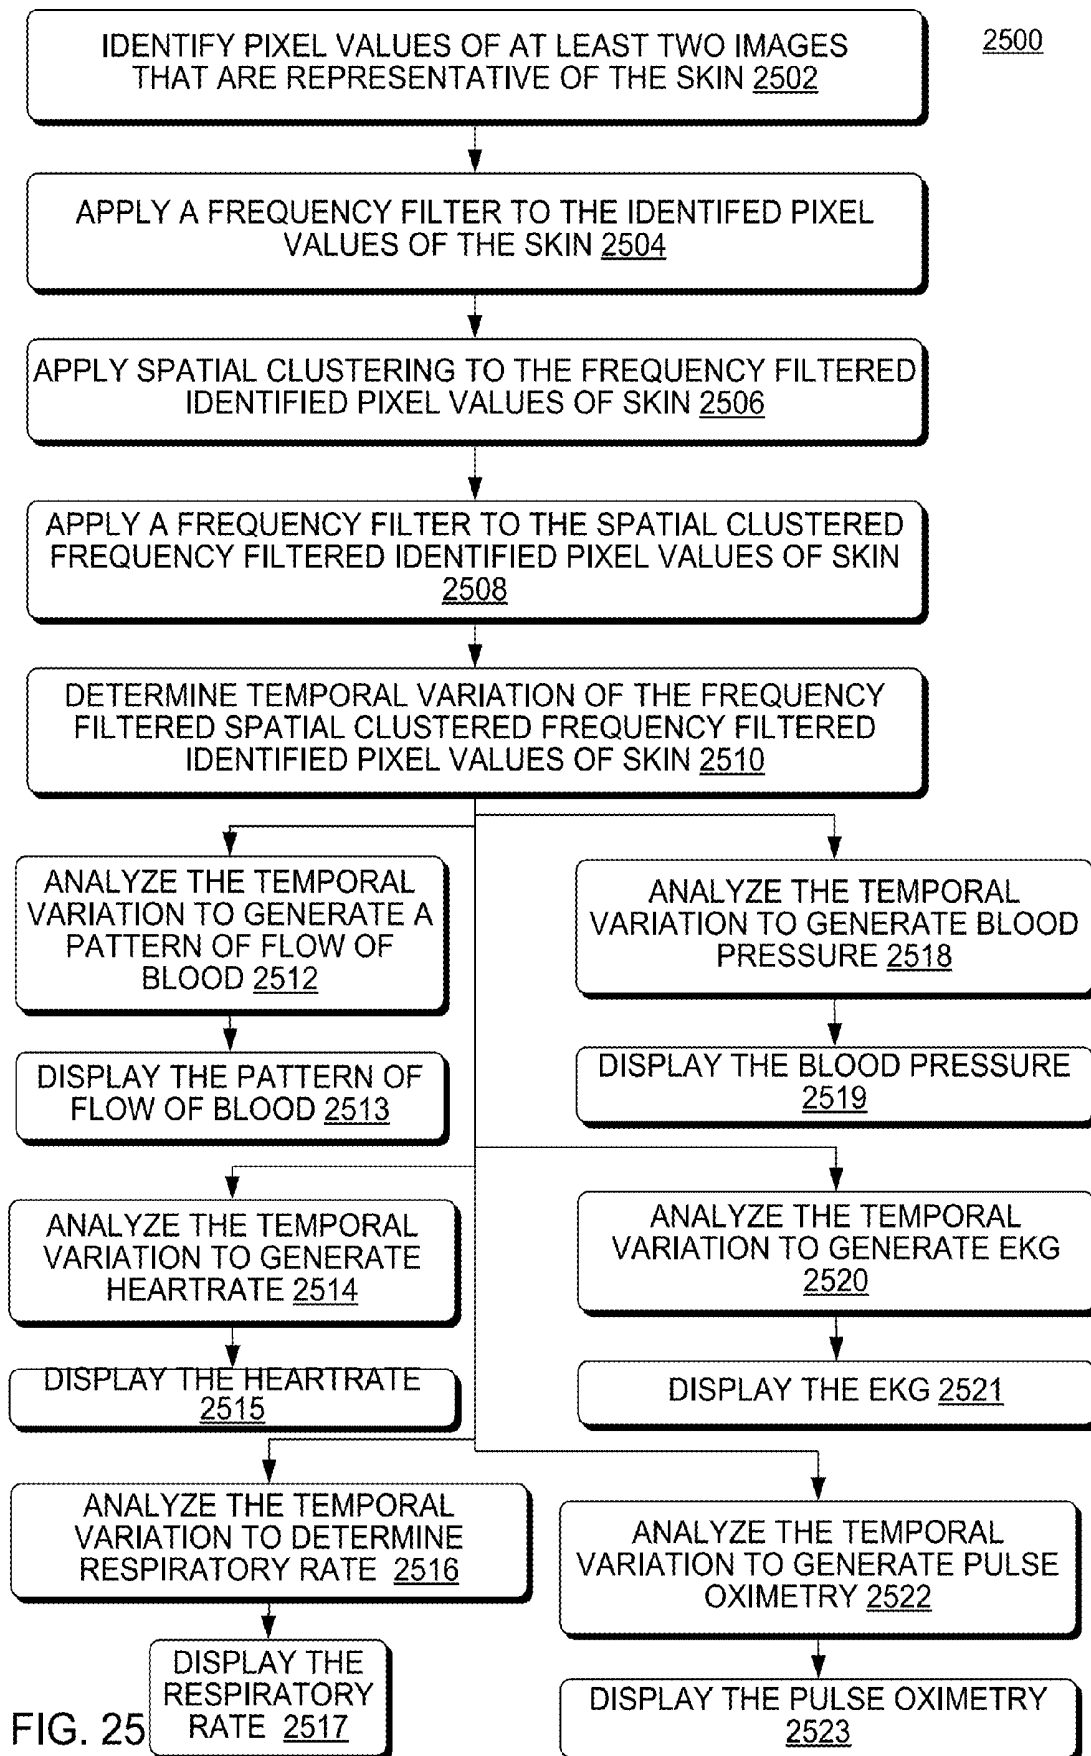 IDENTIFY PIXEL VALUES OF AT LEAST TWO IMAGES
THAT ARE REPRESENTATIVE OF THE SKIN 2502
2500
APPLY A FREQUENCY FILTER TO THE IDENTIFED PIXEL
VALUES OF THE SKIN 2504
APPLY SPATIAL CLUSTERING TO THE FREQUENCY FILTERED
IDENTIFIED PIXEL VALUES OF SKIN 2506
APPLY A FREQUENCY FILTER TO THE SPATIAL CLUSTERED
FREQUENCY FILTERED IDENTIFIED PIXEL VALUES OF SKIN
2508
DETERMINE TEMPORAL VARIATION OF THE FREQUENCY
FILTERED SPATIAL CLUSTERED FREQUENCY FILTERED
IDENTIFIED PIXEL VALUES OF SKIN 2510
ANALYZE THE TEMPORAL
VARIATION TO GENERATE A
PATTERN OF FLOW OF
BLOOD 2512
DISPLAY THE PATTERN OF
FLOW OF BLOOD 2513
ANALYZE THE TEMPORAL
VARIATION TO GENERATE BLOOD
PRESSURE 2518
DISPLAY THE BLOOD PRESSURE
2519
ANALYZE THE TEMPORAL
VARIATION TO GENERATE
HEARTRATE 2514
DISPLAY THE HEARTRATE
2515
ANALYZE THE TEMPORAL
VARIATION TO GENERATE EKG
2520
DISPLAY THE EKG 2521
ANALYZE THE TEMPORAL
VARIATION TO DETERMINE
RESPIRATORY RATE 2516
DISPLAY THE
RESPIRATORY
RATE 2517
ANALYZE THE TEMPORAL
VARIATION TO GENERATE PULSE
OXIMETRY 2522
DISPLAY THE PULSE OXIMETRY
2523
FIG. 25